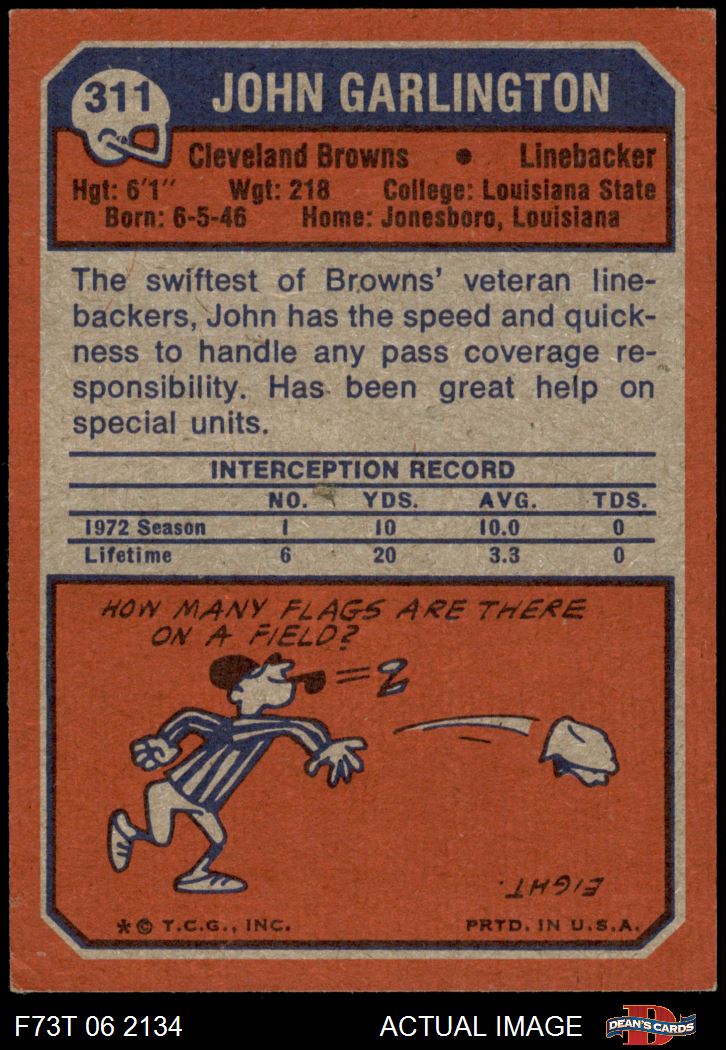 311
JOHN GARLINGTON
Cleveland Browns • Linebacker
Hgt: 6'1" Wgt: 218 College: Louisiana State
Born: 6-5-46 Home: Jonesboro, Louisiana
The swiftest of Browns' veteran line-
backers, John has the speed and quick-
ness to handle any pass coverage re-
sponsibility. Has been great help on
special units.
INTERCEPTION RECORD
NO. YDS. AVG. TDS.
1972 Season 1 10 10.0 0
Lifetime 6 20 3.3 0
HOW MANY FLAGS ARE THERE
ON A FIELD?
EIGHT.
*© T.C.G., INC. PRTD. IN U.S.A.
F73T 06 2134 ACTUAL IMAGE D DEAN'S CARDS